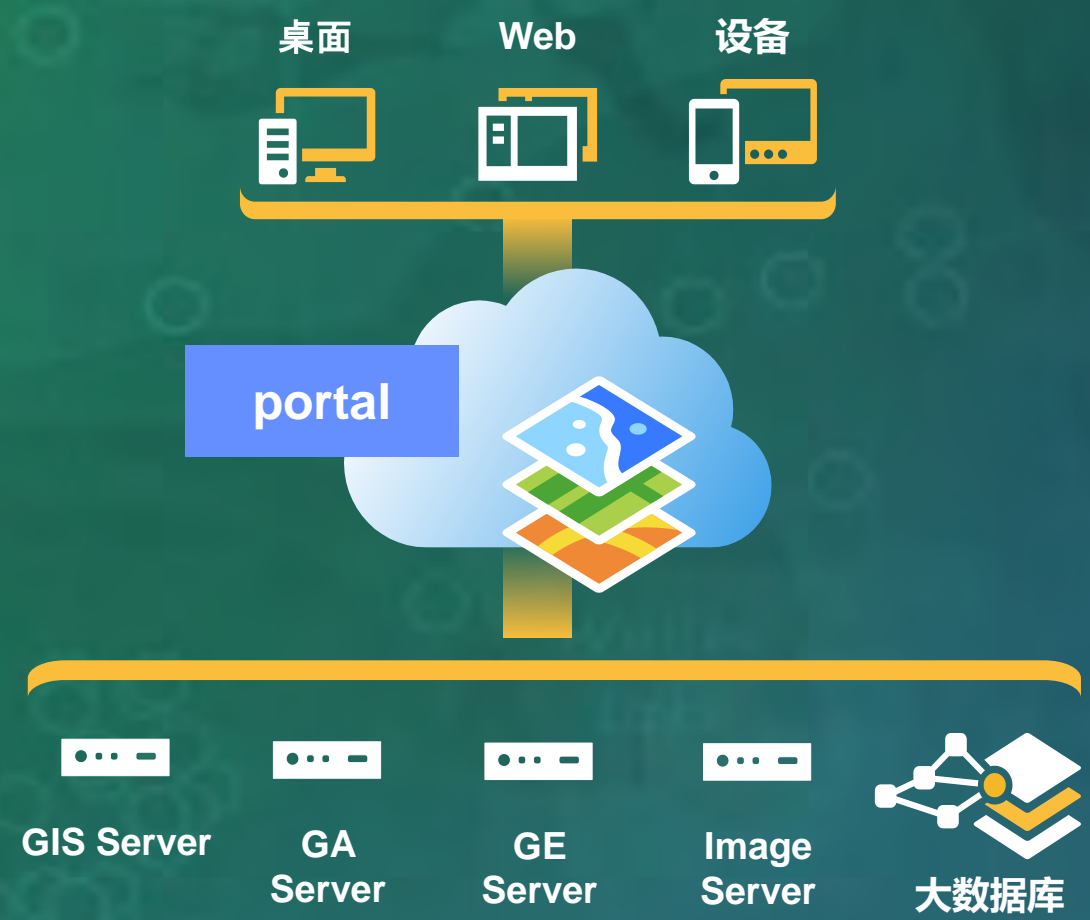 桌面
Web
设备
portal
GIS Server
GA
Server
GE
Server
Image
Server
大数据库